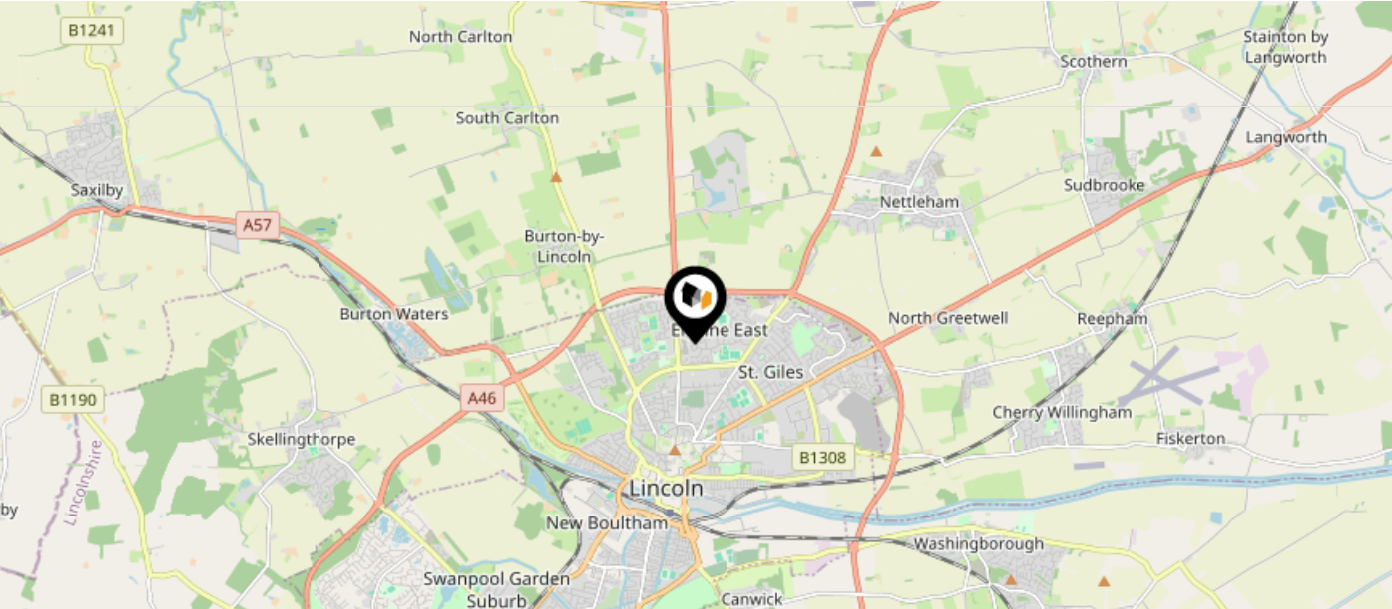 B1241
North Carlton
Stainton by
Langworth
Scothern
South Carlton
Langworth
Saxilby
Sudbrooke
Nettleham
A57
Burton-by-
Lincoln
Burton Waters
North Greetwell
Reepham
East
St. Giles
B1190
A46
Cherry Willingham
Skellingthorpe
Fiskerton
B1308
Lincolnshire
Lincoln
by
New Boultham
Washingborough
Swanpool Garden
Suburb
Canwick